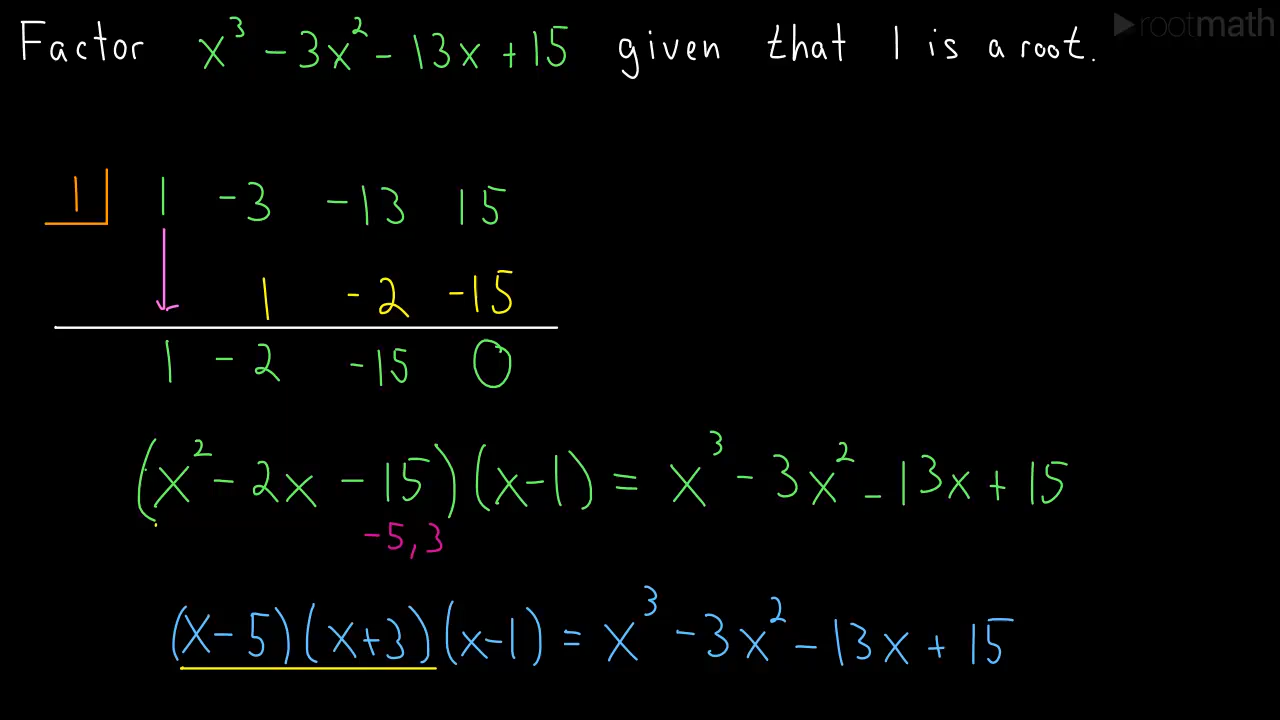 rootmath
Factor x³ - 3x² - 13x + 15 given that 1 is a root.
1 1 -3 -13 15
1 -2 -15
1 -2 -15 0
(x² - 2x - 15)(x-1) = x³ - 3x² - 13x + 15
-5, 3
(x-5)(x+3)(x-1) = x³ - 3x² - 13x + 15